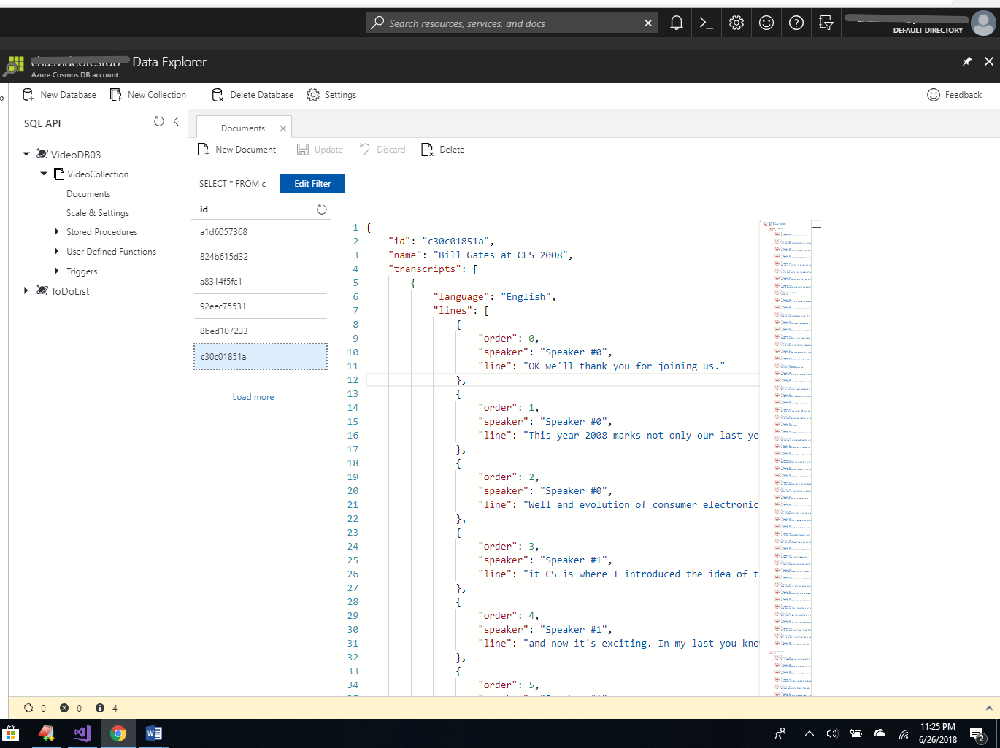 Search resources, services, and docs
DEFAULT DIRECTORY
Data Explorer
Azure Cosmos DB account
New Database
New Collection
Delete Database
Settings
Feedback
SQL API
VideoDB03
VideoCollection
Documents
Scale & Settings
Stored Procedures
User Defined Functions
Triggers
ToDoList
Documents
New Document
Update
Discard
Delete
SELECT * FROM c
Edit Filter
id
a1d6057368
824b615d32
a8314f5fc1
92eec75531
8bed107233
c30c01851a
Load more
1 {
2 "id": "c30c01851a",
3 "name": "Bill Gates at CES 2008",
4 "transcripts": [
5 {
6 "language": "English",
7 "lines": [
8 {
9 "order": 0,
10 "speaker": "Speaker #0",
11 "line": "OK we'll thank you for joining us."
12 },
13 {
14 "order": 1,
15 "speaker": "Speaker #0",
16 "line": "This year 2008 marks not only our last ye
17 },
18 {
19 "order": 2,
20 "speaker": "Speaker #0",
21 "line": "Well and evolution of consumer electronic
22 },
23 {
24 "order": 3,
25 "speaker": "Speaker #1",
26 "line": "it CS is where I introduced the idea of t
27 },
28 {
29 "order": 4,
30 "speaker": "Speaker #1",
31 "line": "and now it's exciting. In my last you kno
32 },
33 {
34 "order": 5,
0 0 4
11:25 PM
6/26/2018
2